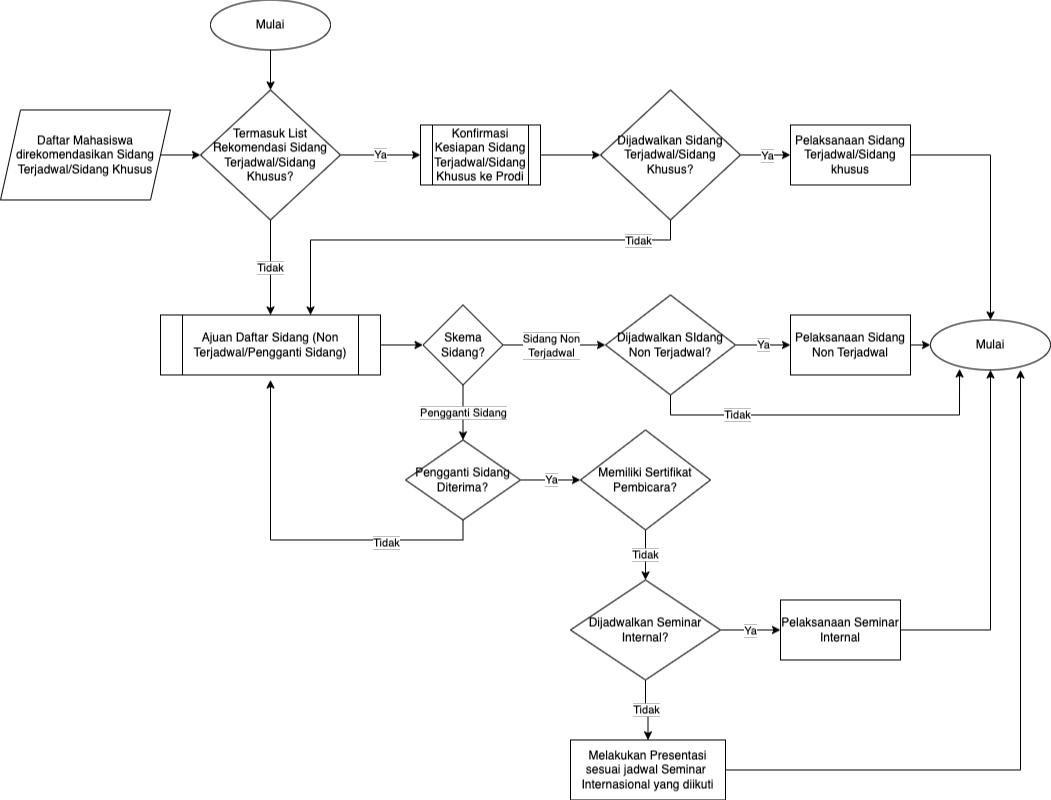 Mulai
Daftar Mahasiswa
direkomendasikan Sidang
Terjadwal/Sidang Khusus
Termasuk List
Rekomendasi Sidang
Terjadwal/Sidang
Khusus?
Ya
Konfirmasi
Kesiapan Sidang
Terjadwal/Sidang
Khusus ke Prodi
Dijadwalkan Sidang
Terjadwal/Sidang
Khusus?
Ya
Pelaksanaan Sidang
Terjadwal/Sidang
khusus
Tidak
Tidak
Ajuan Daftar Sidang (Non
Terjadwal/Pengganti Sidang)
Skema
Sidang?
Sidang Non
Terjadwal
Dijadwalkan SIdang
Non Terjadwal?
Ya
Pelaksanaan Sidang
Non Terjadwal
Mulai
Tidak
Pengganti Sidang
Pengganti Sidang
Diterima?
Ya
Memiliki Sertifikat
Pembicara?
Tidak
Tidak
Dijadwalkan Seminar
Internal?
Ya
Pelaksanaan Seminar
Internal
Tidak
Melakukan Presentasi
sesuai jadwal Seminar
Internasional yang diikuti